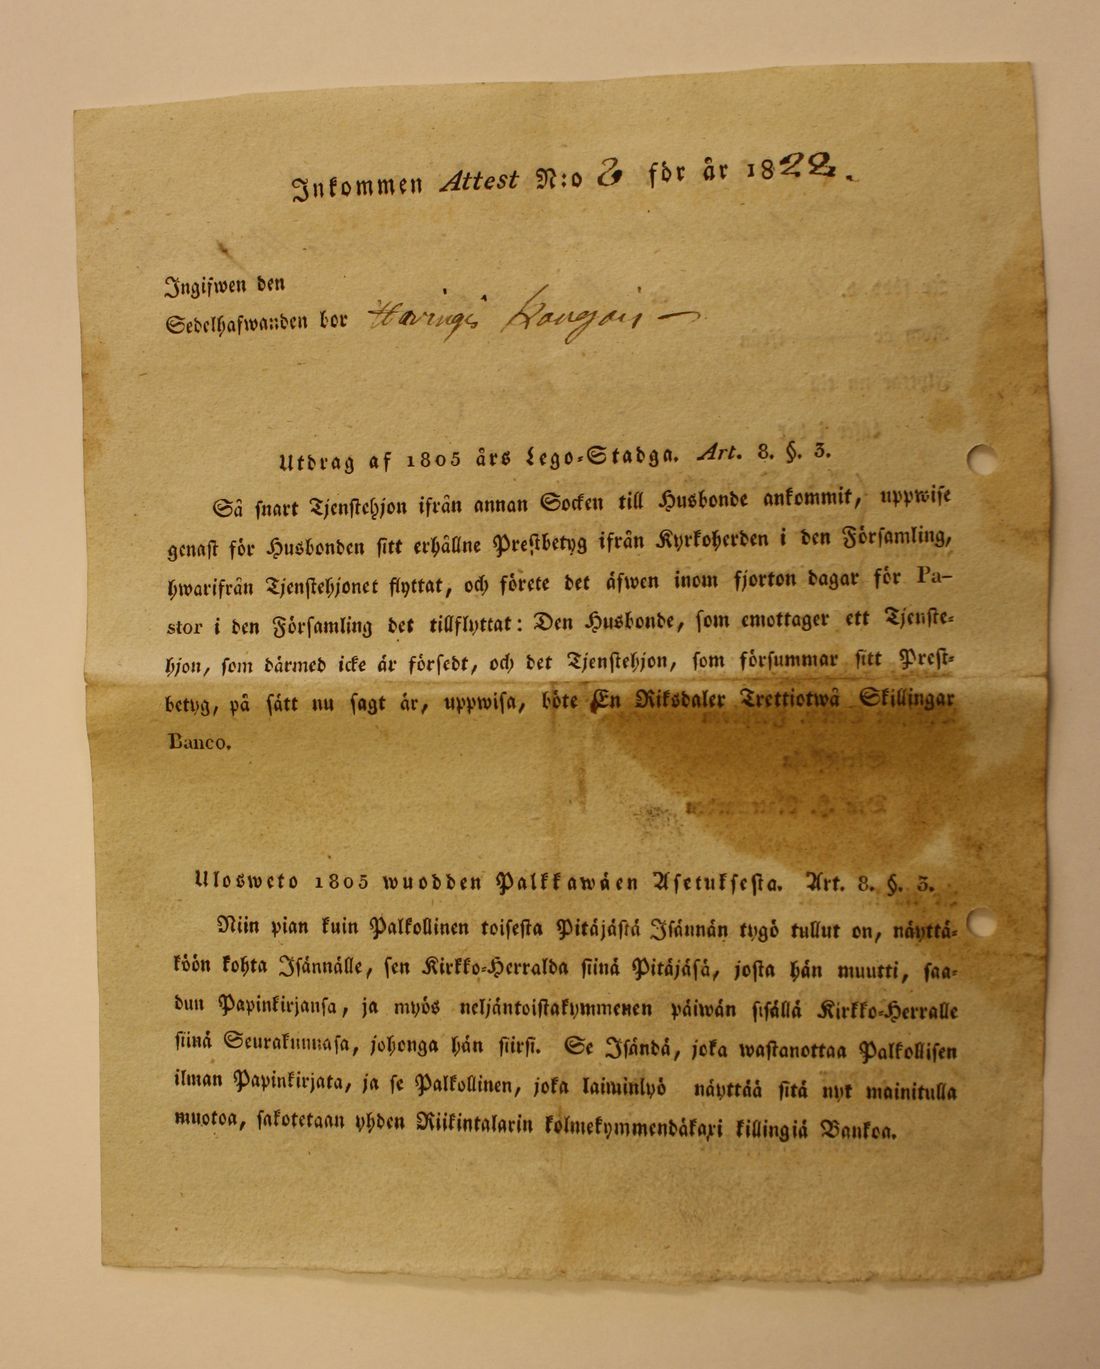 Inkommen Attest N:o 2 för år 1822.
Ingifwen den
Sedelhafwanden bor
Utdrag af 1805 års Lego-Stadga. Art. 8. §. 3.
Så snart Tjenstehjon ifrån annan Socken till Husbonde ankommit, uppwise
genast för Husbonden sitt erhållne Prestbetyg ifrån Kyrkoherden i den Församling,
hwarifrån Tjenstehjonet flyttat, och förete det äfwen inom fjorton dagar för Pa-
stor i den Församling det tillflyttat: Den Husbonde, som emottager ett Tjenste-
hjon, som därmed icke är försedt, och det Tjenstehjon, som försummar sitt Prest-
betyg, på sätt nu sagt är, uppwisa, böte En Riksdaler Trettiotwå Skillingar
Banco.
Ulosweto 1805 wuodden Palkkawäen Asetuksesta. Art. 8. §. 3.
Niin pian kuin Palkollinen toisesta Pitäjästä Isännän tygö tullut on, näyttä-
köön kohta Isännälle, sen Kirkko-Herralda siinä Pitäjäsä, josta hän muutti, saa-
dun Papinkirjansa, ja myös neljäntoistakymmenen päiwän sisällä Kirkko-Herralle
siinä Seurakunnasa, johonga hän siirsi. Se Isändä, joka wastanottaa Palkollisen
ilman Papinkirjata, ja se Palkollinen, joka laiminlyö näyttää sitä nyt mainitulla
muotoa, sakotetaan yhden Riikintalarin kolmekymmendäkaxi killingiä Bankoa.